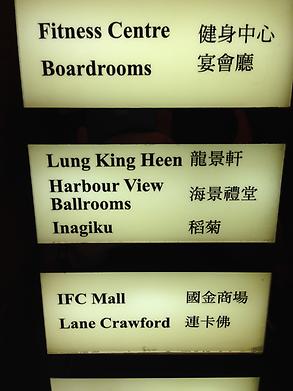 Fitness Centre 健身中心
Boardrooms 宴會廳
Lung King Heen 龍景軒
Harbour View
Ballrooms 海景禮堂
Inagiku 稻菊
IFC Mall 國金商場
Lane Crawford 連卡佛